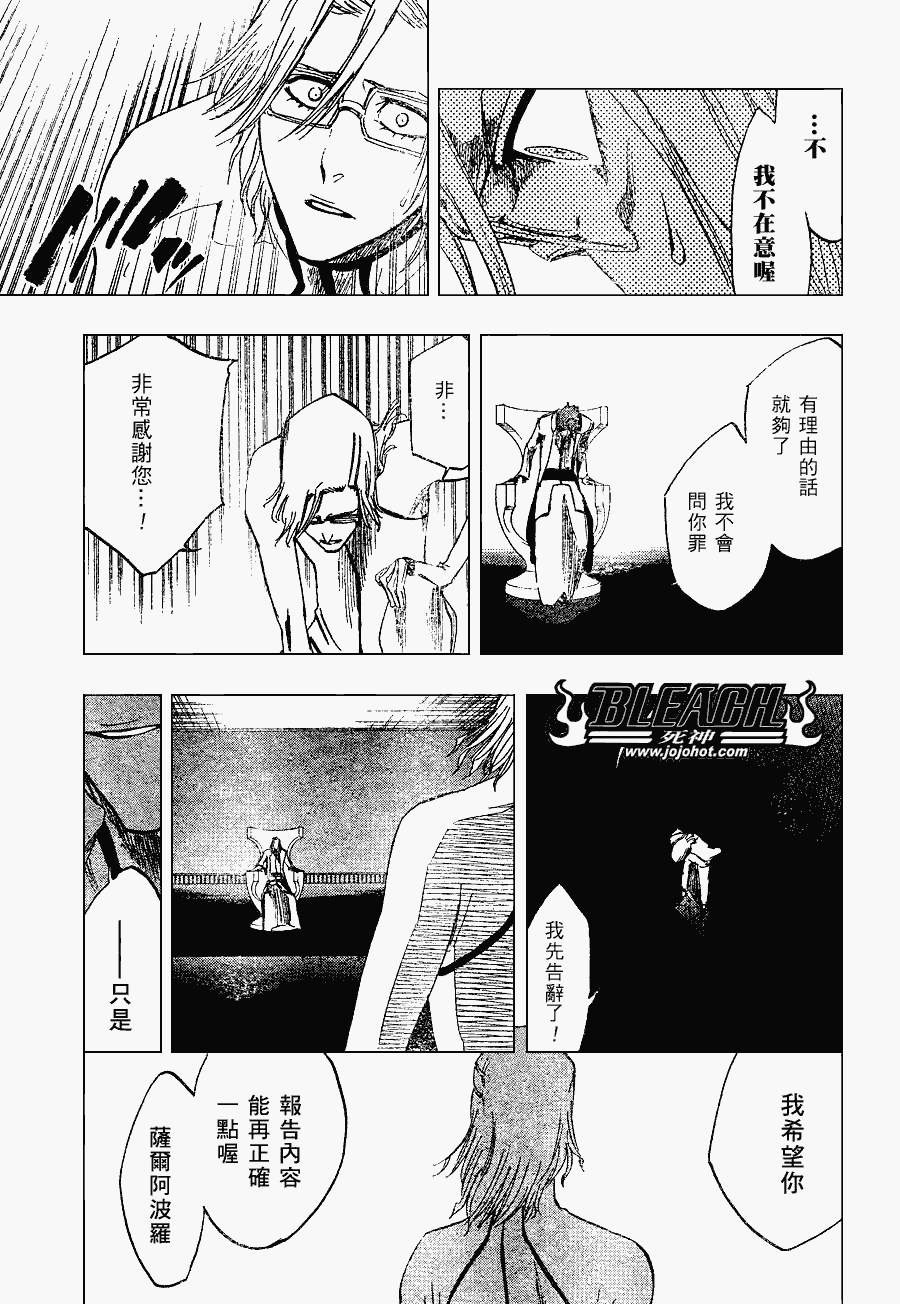 …不
我不在意喔
有理由的話
就夠了
我不會
問你罪
非…
非常感謝您…！
BLEACH
死神
www.jojohot.com
我先告辭了！
——只是
我希望你
報告內容
能再正確
一點喔
薩爾阿波羅